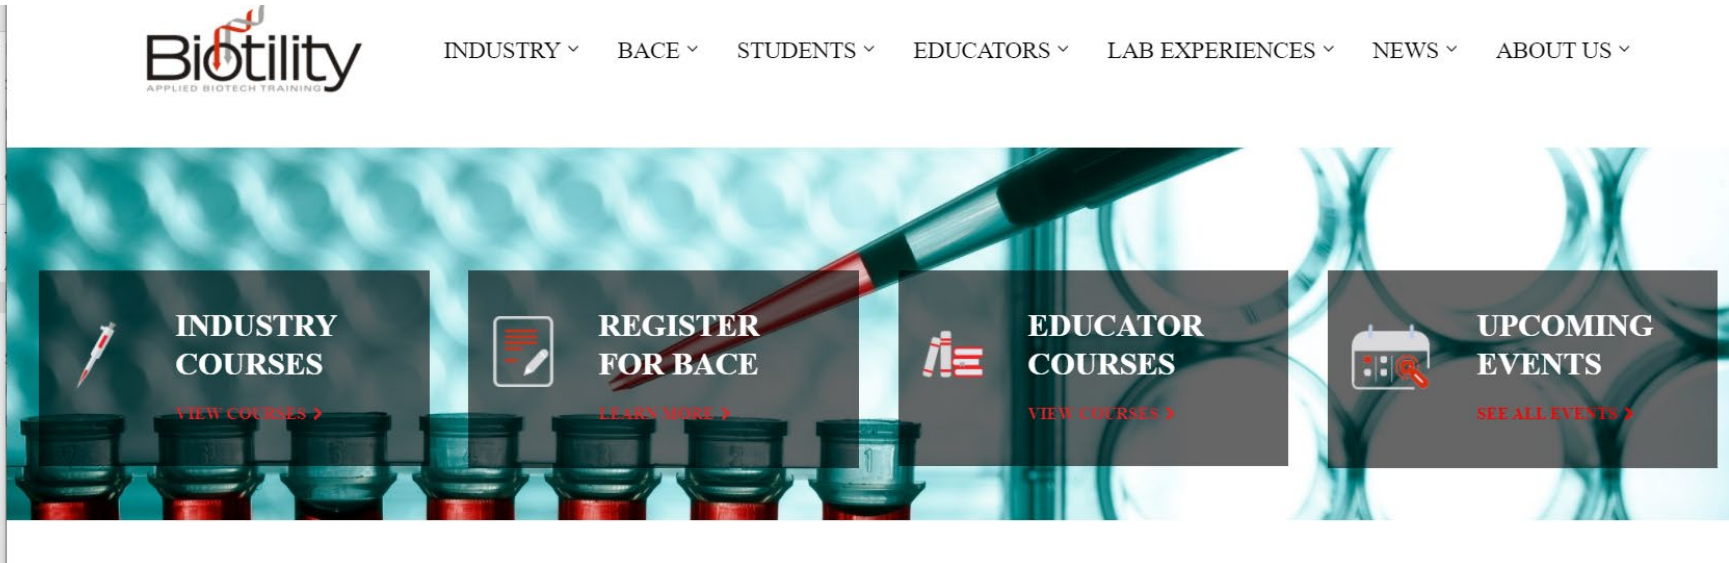 Biotility
APPLIED BIOTECH TRAINING
INDUSTRY BACE STUDENTS EDUCATORS LAB EXPERIENCES NEWS ABOUT US
INDUSTRY
COURSES
VIEW COURSES
REGISTER
FOR BACE
LEARN MORE
EDUCATOR
COURSES
VIEW COURSES
UPCOMING
EVENTS
SEE ALL EVENTS